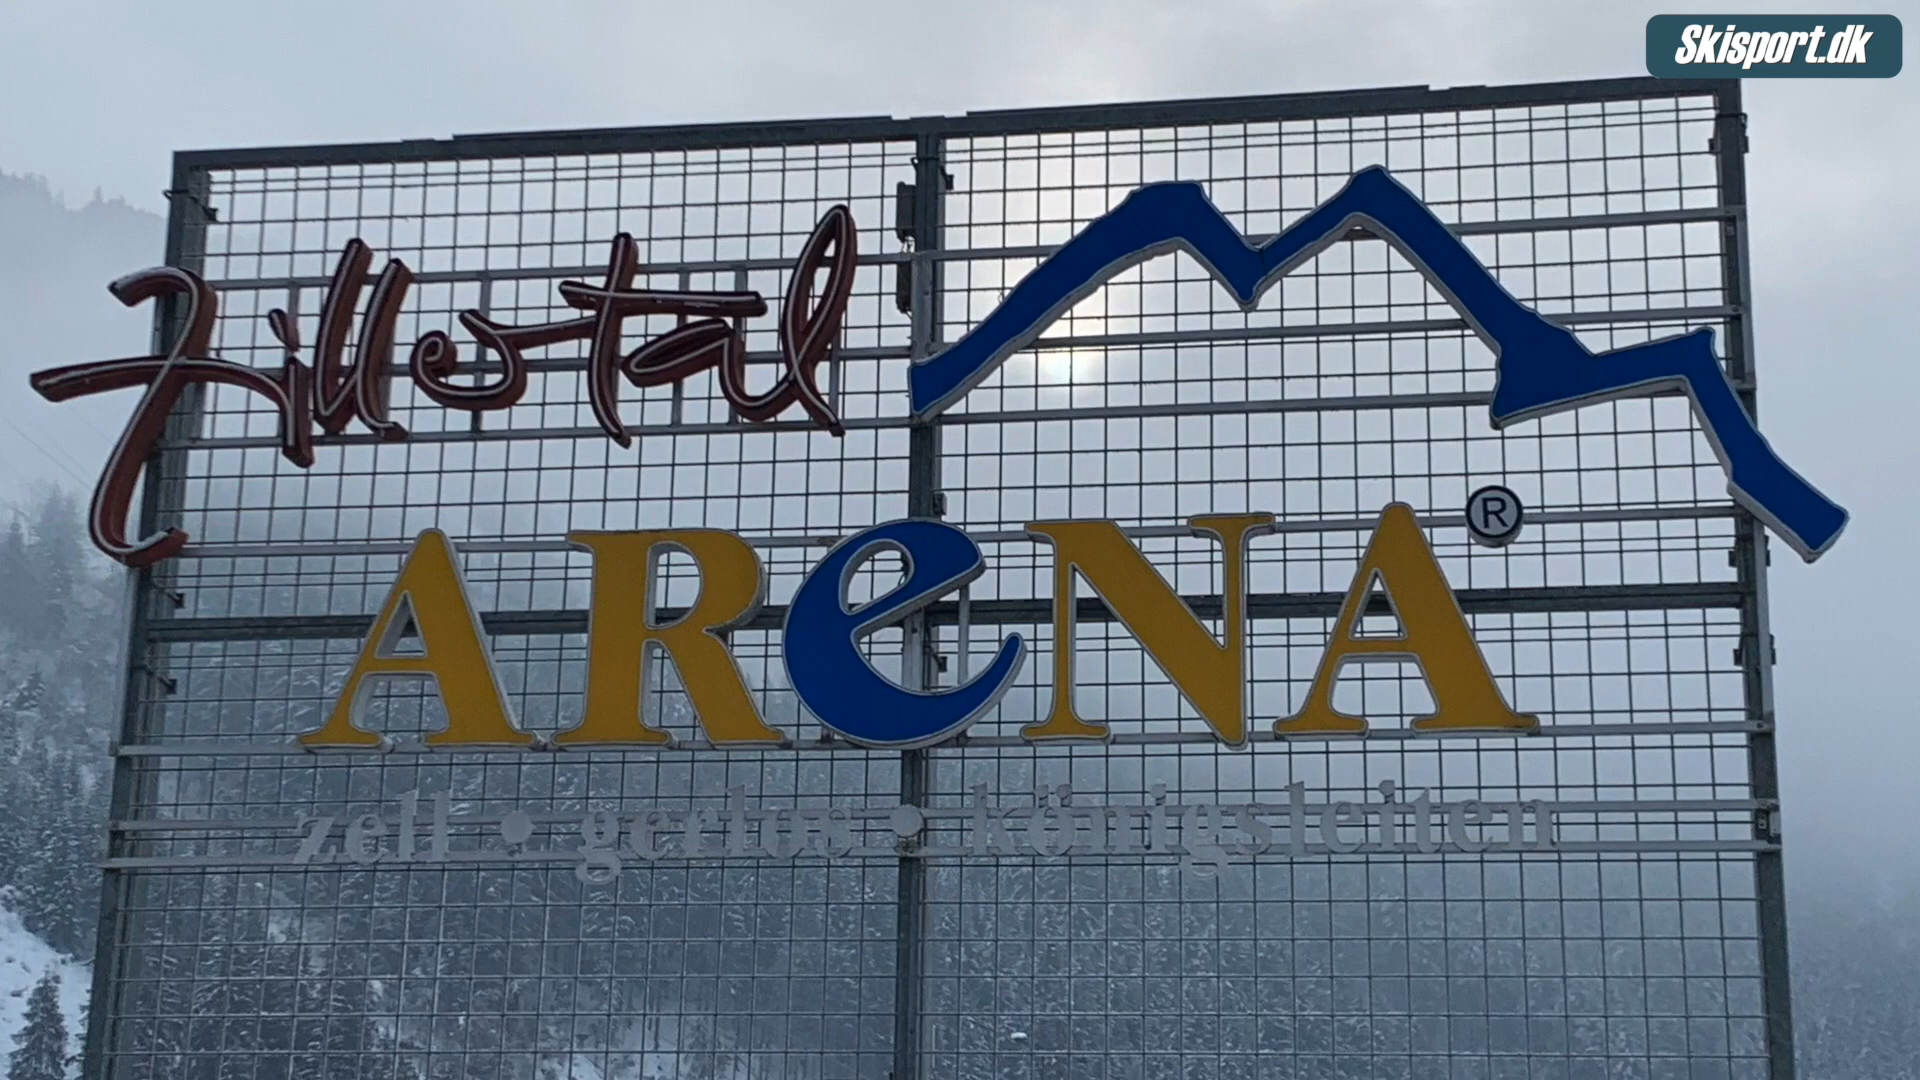 Skisport.dk
Zillertal
AReNA®
zell • gerlos • königsleiten